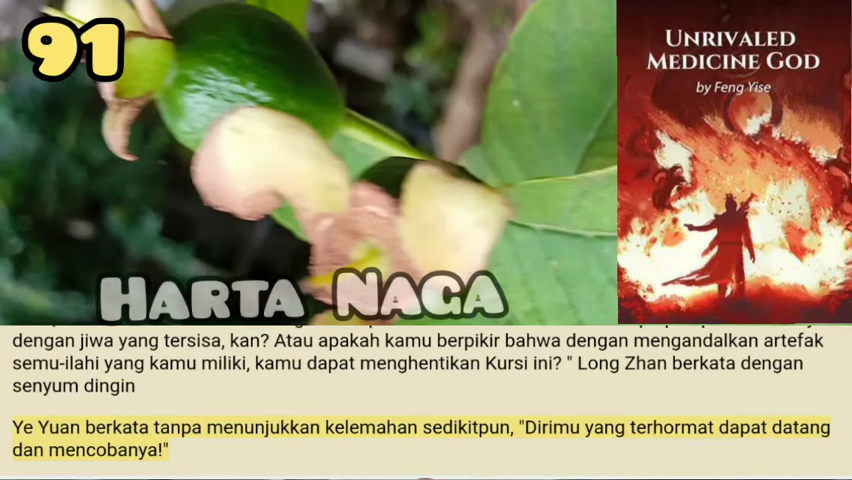 91
UNRIVALED
MEDICINE GOD
by Feng Yise
HARTA NAGA
dengan jiwa yang tersisa, kan? Atau apakah kamu berpikir bahwa dengan mengandalkan artefak
semu-ilahi yang kamu miliki, kamu dapat menghentikan Kursi ini? " Long Zhan berkata dengan
senyum dingin
Ye Yuan berkata tanpa menunjukkan kelemahan sedikitpun, "Dirimu yang terhormat dapat datang
dan mencobanya!"